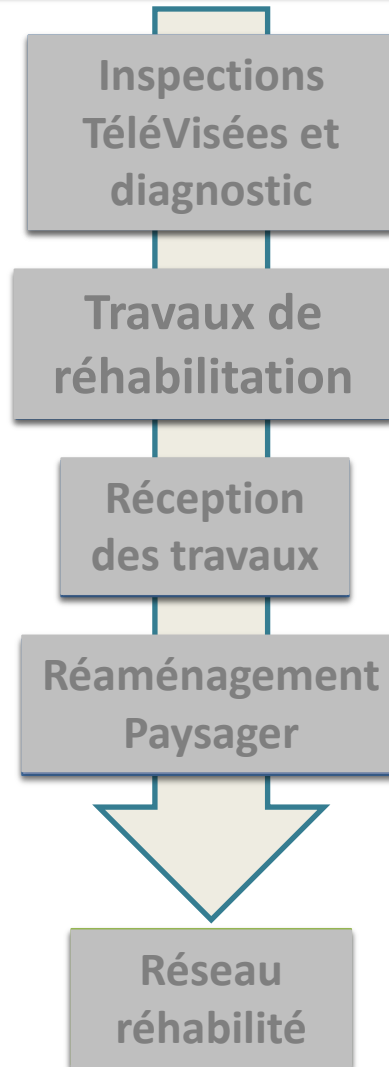 Inspections
TéléVisées et
diagnostic
Travaux de
réhabilitation
Réception
des travaux
Réaménagement
Paysager
Réseau
réhabilité